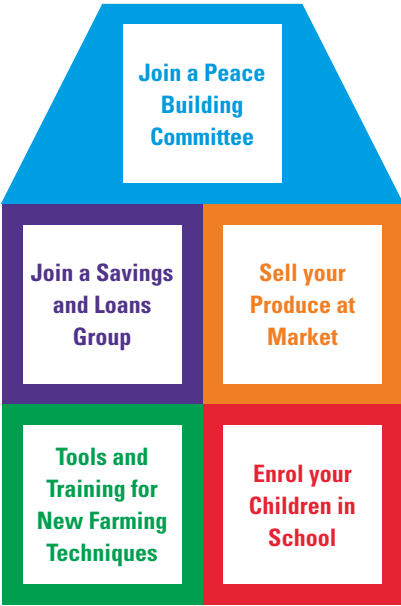 Join a Peace
Building
Committee
Join a Savings
and Loans
Group
Sell your
Produce at
Market
Tools and
Training for
New Farming
Techniques
Enrol your
Children in
School